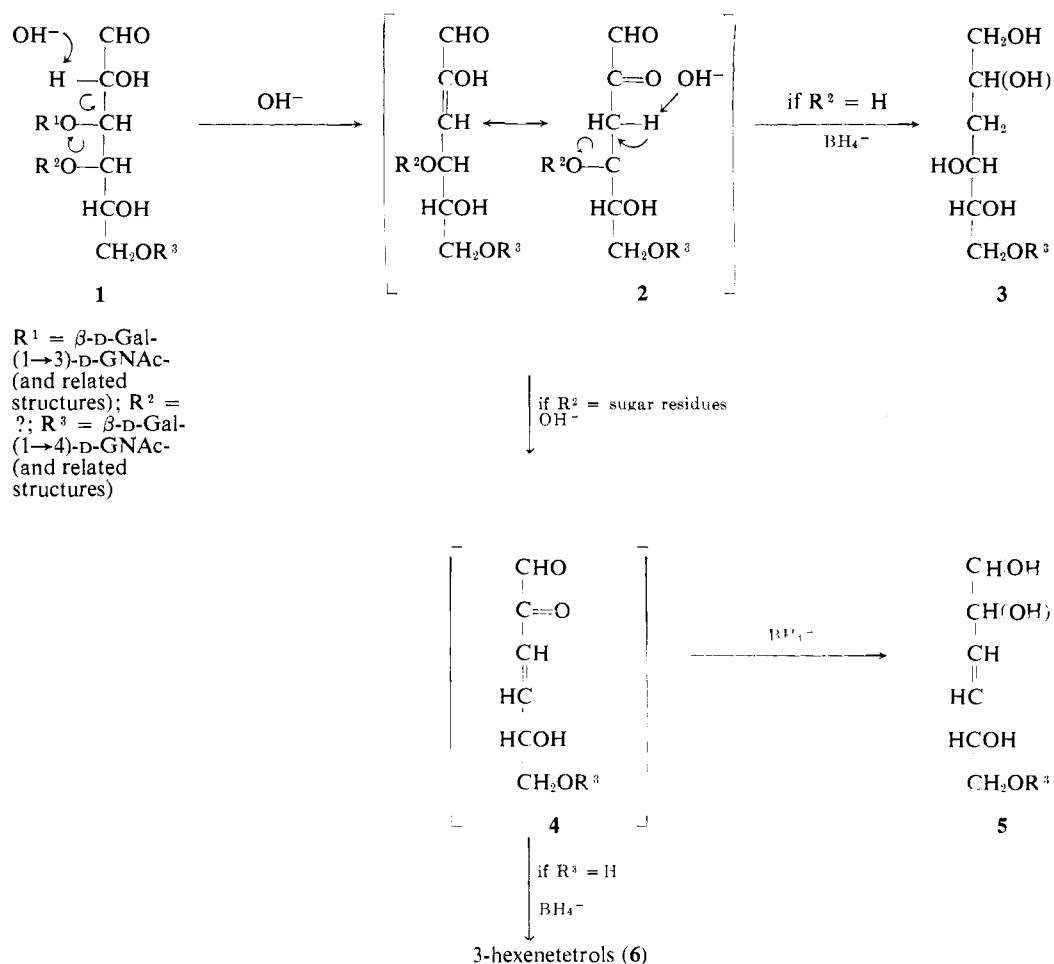 OH⁻
CHO
H—COH
R¹O—CH
R²O—CH
HCOH
CH₂OR³
1
OH⁻
CHO
COH
CH
R²OCH
HCOH
CH₂OR³
CHO
C=O
OH⁻
HC—H
R²O—C
HCOH
CH₂OR³
2
if R² = H
BH₄⁻
CH₂OH
CH(OH)
CH₂
HOCH
HCOH
CH₂OR³
3
R¹ = β-D-Gal-
(1→3)-D-GNAc-
(and related
structures); R² =
?; R³ = β-D-Gal-
(1→4)-D-GNAc-
(and related
structures)
if R² = sugar residues
OH⁻
CHO
C=O
CH
HC
HCOH
CH₂OR³
4
BH₄⁻
CH OH
CH(OH)
CH
HC
HCOH
CH₂OR³
5
if R³ = H
BH₄⁻
3-hexenetetrols (6)